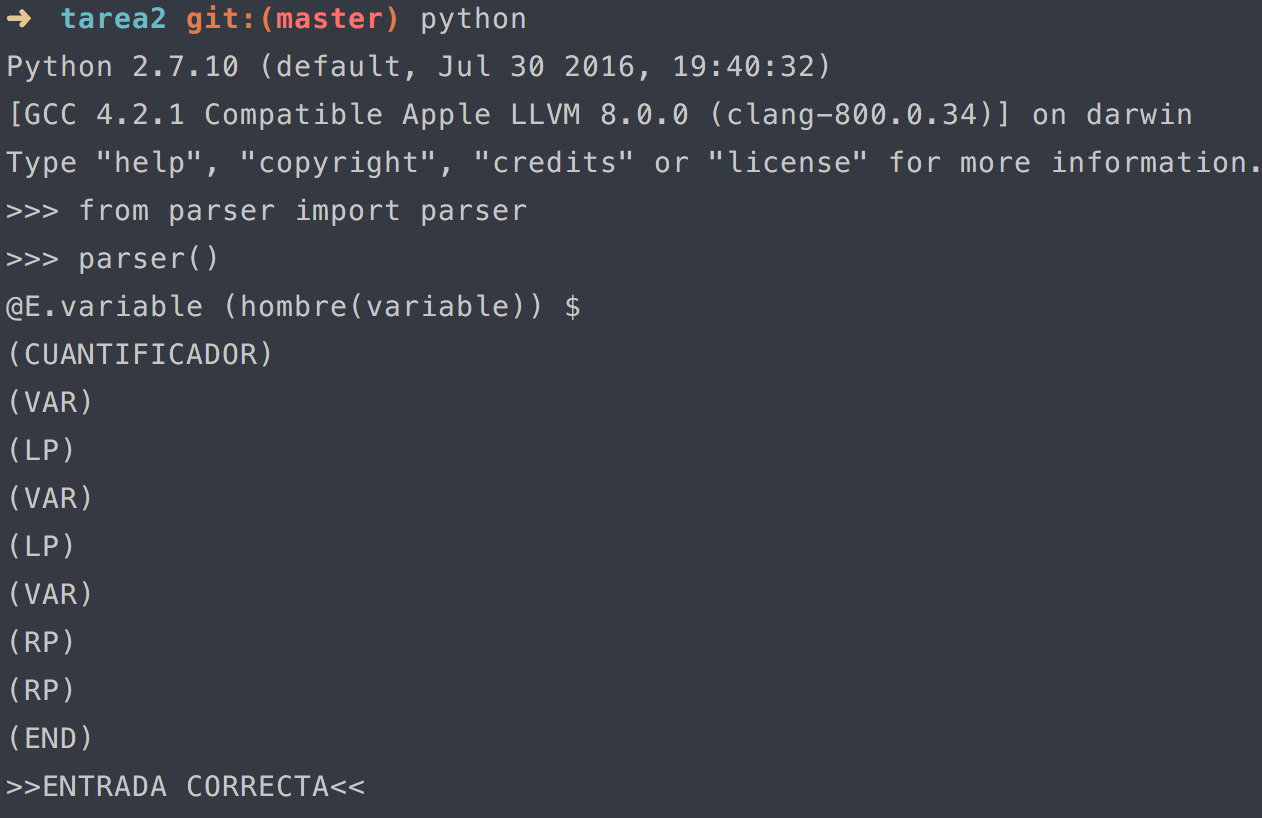 ➜  tarea2 git:(master) python
Python 2.7.10 (default, Jul 30 2016, 19:40:32)
[GCC 4.2.1 Compatible Apple LLVM 8.0.0 (clang-800.0.34)] on darwin
Type "help", "copyright", "credits" or "license" for more information.
>>> from parser import parser
>>> parser()
@E.variable (hombre(variable)) $
(CUANTIFICADOR)
(VAR)
(LP)
(VAR)
(LP)
(VAR)
(RP)
(RP)
(END)
>>ENTRADA CORRECTA<<